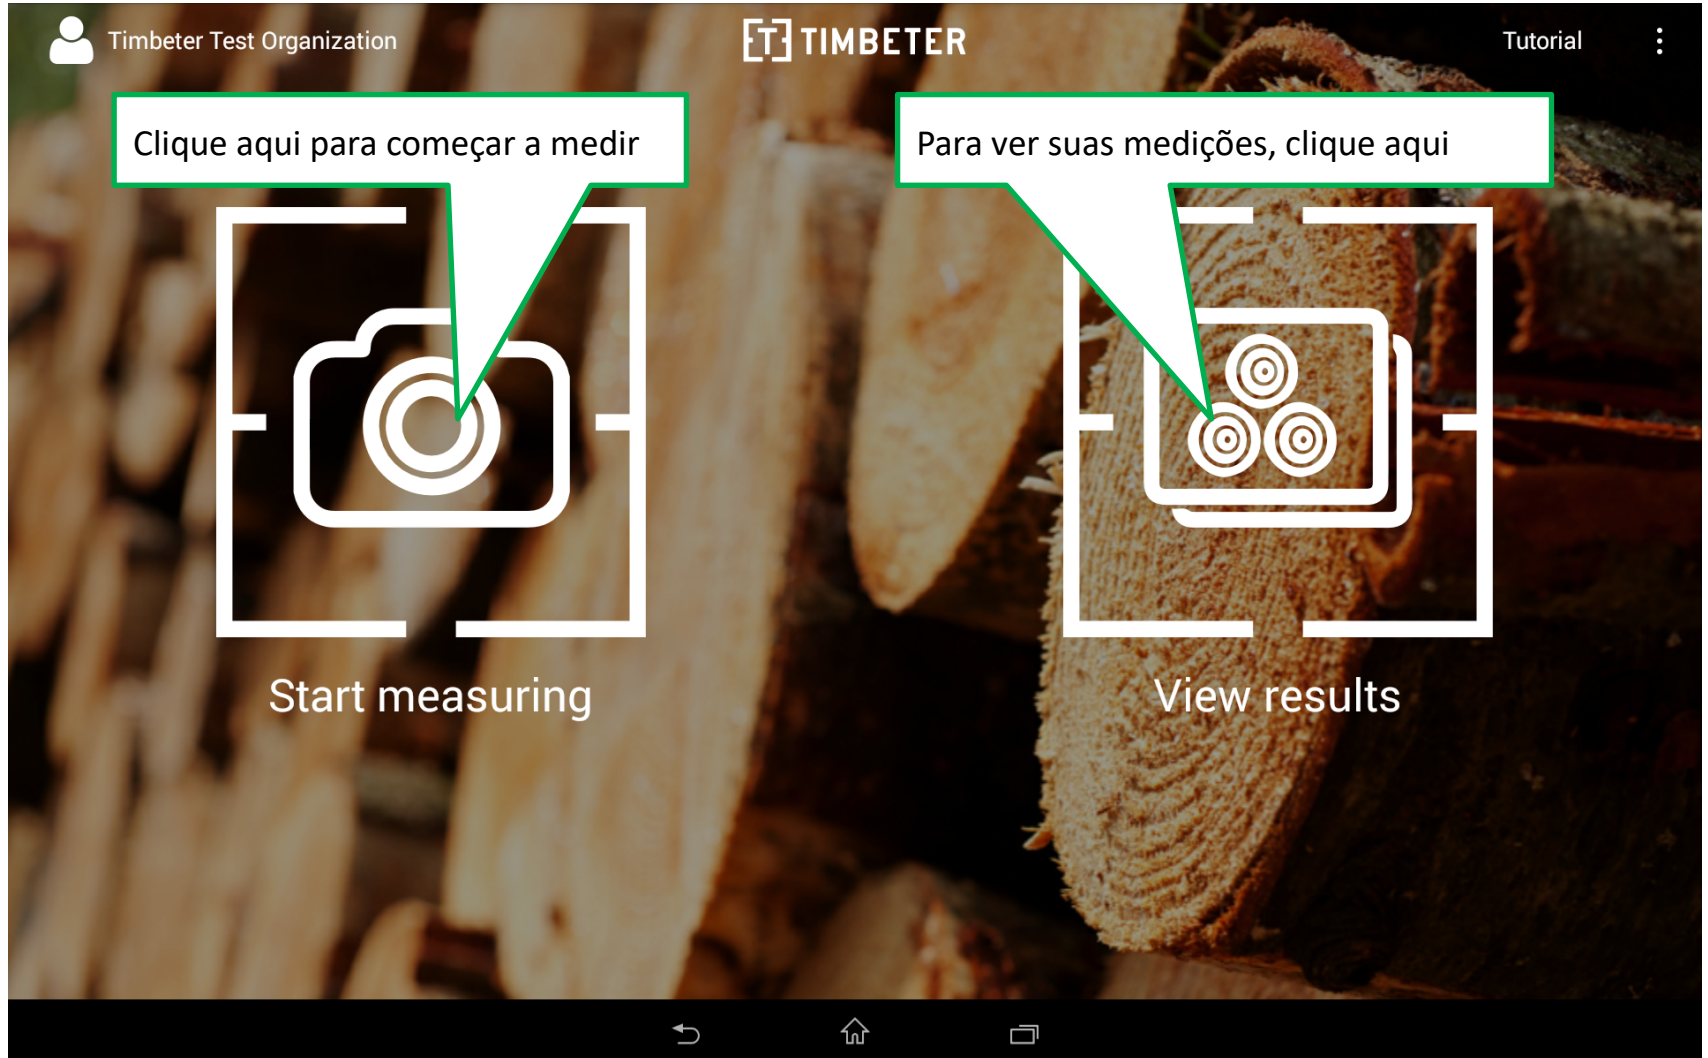 Timbeter Test Organization
[T] TIMBETER
Tutorial
Clique aqui para começar a medir
Para ver suas medições, clique aqui
Start measuring
View results